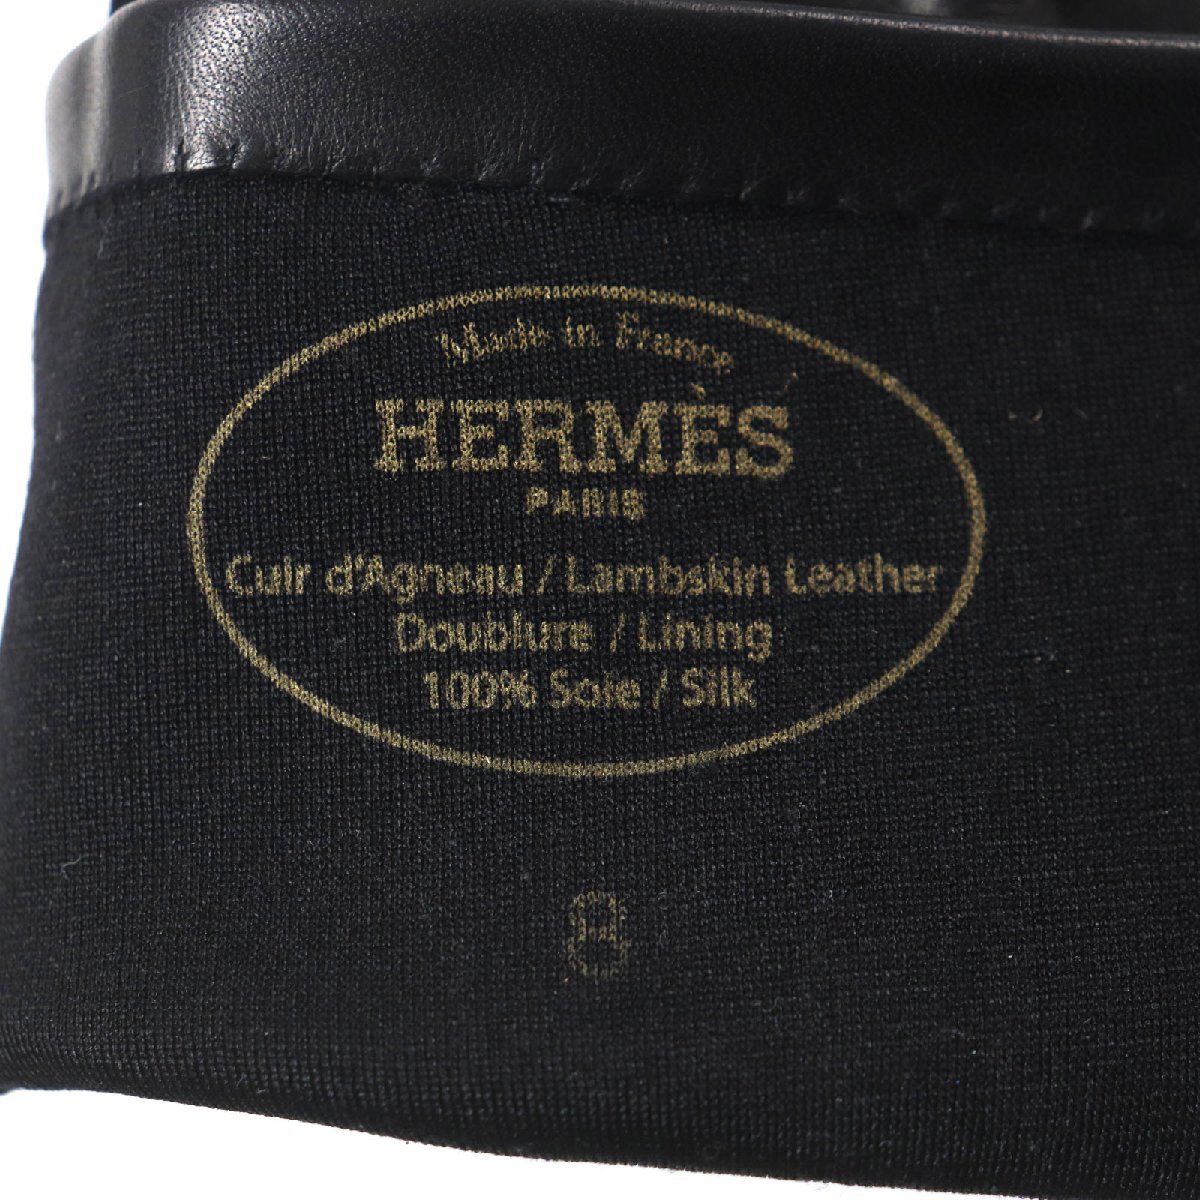 Made in France
HERMÈS
PARIS
Cuir d'Agneau / Lambskin Leather
Doublure / Lining
100% Soie / Silk
8